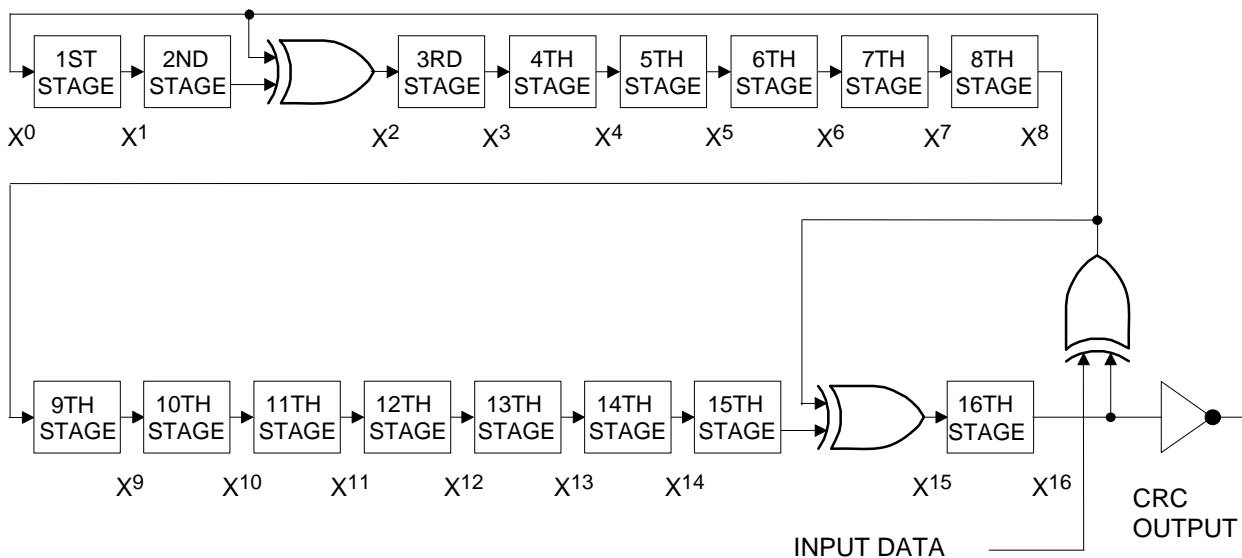 1ST STAGE
2ND STAGE
3RD STAGE
4TH STAGE
5TH STAGE
6TH STAGE
7TH STAGE
8TH STAGE
X⁰ X¹ X² X³ X⁴ X⁵ X⁶ X⁷ X⁸
9TH STAGE
10TH STAGE
11TH STAGE
12TH STAGE
13TH STAGE
14TH STAGE
15TH STAGE
16TH STAGE
X⁹ X¹⁰ X¹¹ X¹² X¹³ X¹⁴ X¹⁵ X¹⁶
CRC
OUTPUT
INPUT DATA